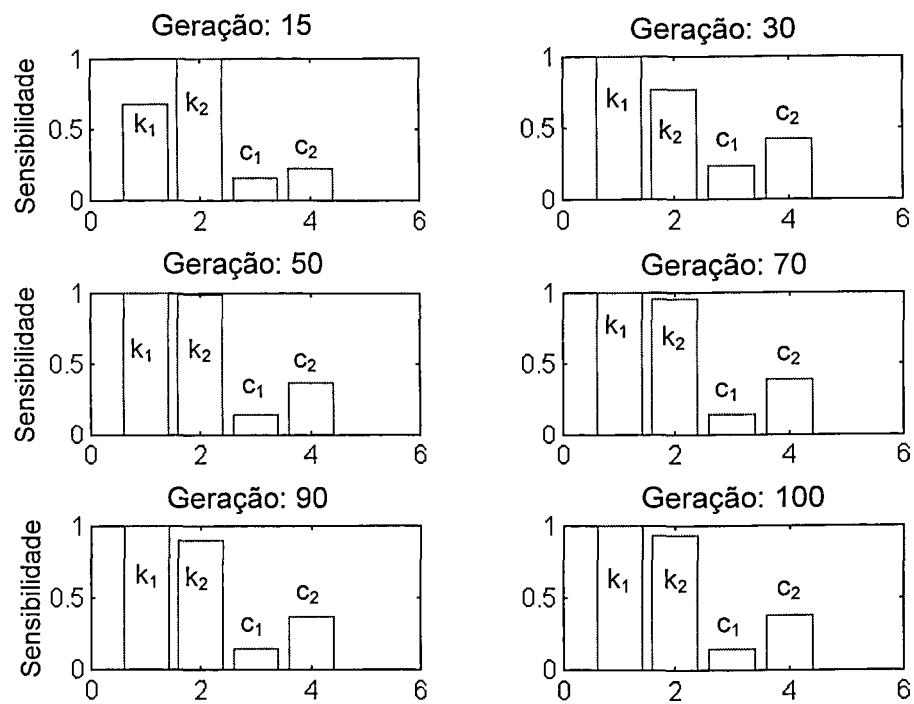 Geração: 15
Sensibilidade
1
0.5
0
k₁
k₂
c₁
c₂
0 2 4 6
Geração: 30
1
0.5
0
k₁
k₂
c₁
c₂
0 2 4 6
Geração: 50
Sensibilidade
1
0.5
0
k₁
k₂
c₁
c₂
0 2 4 6
Geração: 70
1
0.5
0
k₁
k₂
c₁
c₂
0 2 4 6
Geração: 90
Sensibilidade
1
0.5
0
k₁
k₂
c₁
c₂
0 2 4 6
Geração: 100
1
0.5
0
k₁
k₂
c₁
c₂
0 2 4 6